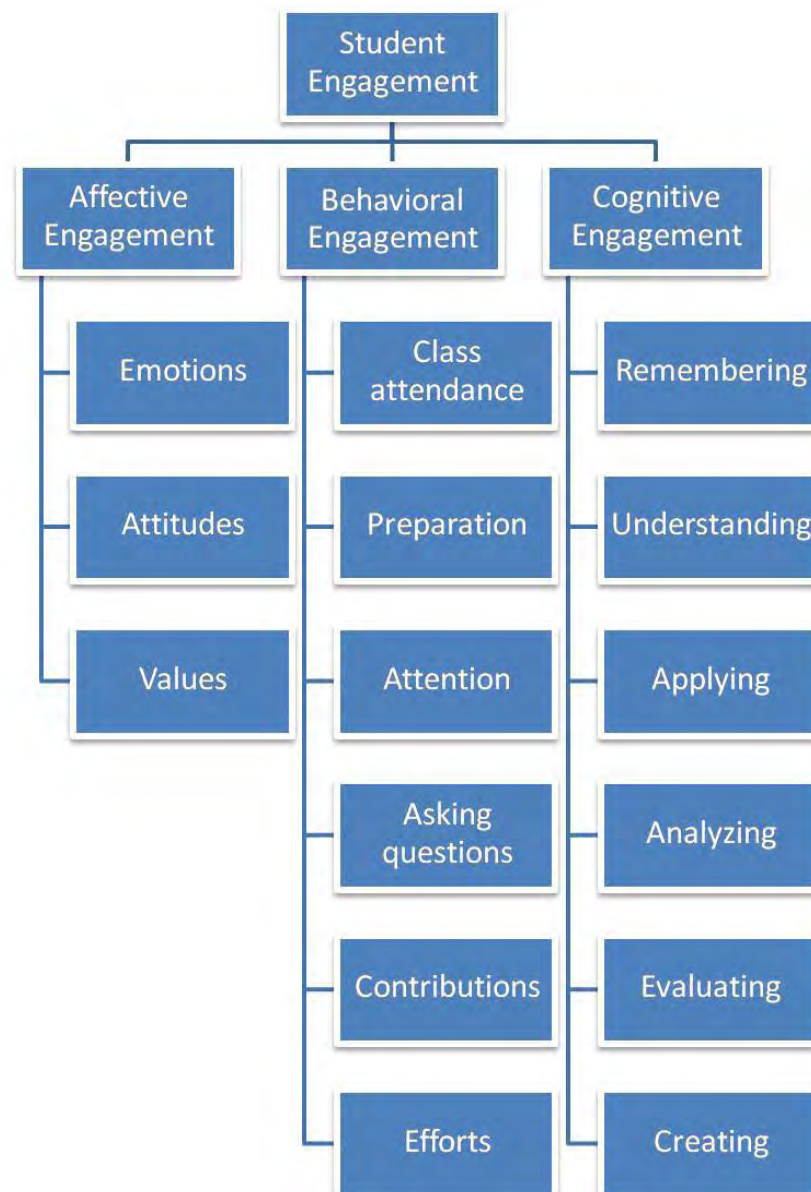 Student
Engagement
Affective
Engagement
Behavioral
Engagement
Cognitive
Engagement
Emotions
Attitudes
Values
Class
attendance
Preparation
Attention
Asking
questions
Contributions
Efforts
Remembering
Understanding
Applying
Analyzing
Evaluating
Creating